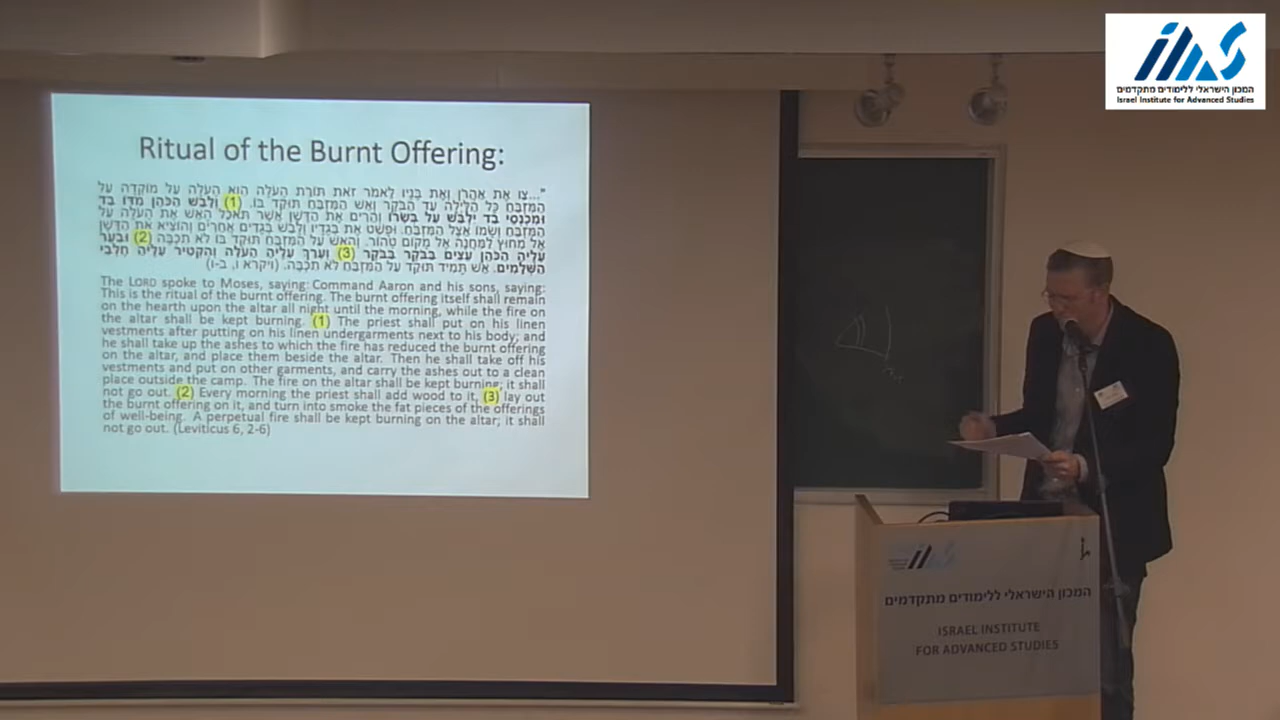 המכון הישראלי ללימודים מתקדמים
Israel Institute for Advanced Studies
Ritual of the Burnt Offering:
"...צו את אהרן ואת בניו לאמר זאת תורת העלה הוא העלה על מוקדה על
המזבח כל הלילה עד הבקר ואש המזבח תוקד בו. (1) ולבש הכהן מדו בד
ומכנסי בד ילבש על בשרו והרים את הדשן אשר תאכל האש את העלה על
המזבח ושמו אצל המזבח. ופשט את בגדיו ולבש בגדים אחרים והוציא את הדשן
אל מחוץ למחנה אל מקום טהור. והאש על המזבח תוקד בו לא תכבה (2) ובער
עליה הכהן עצים בבקר בבקר (3) וערך עליה העלה והקטיר עליה חלבי
השלמים. אש תמיד תוקד על המזבח לא תכבה. (ויקרא ו, ב-ו)
The LORD spoke to Moses, saying: Command Aaron and his sons, saying:
This is the ritual of the burnt offering. The burnt offering itself shall remain
on the hearth upon the altar all night until the morning, while the fire on
the altar shall be kept burning. (1) The priest shall put on his linen
vestments after putting on his linen undergarments next to his body; and
he shall take up the ashes to which the fire has reduced the burnt offering
on the altar, and place them beside the altar. Then he shall take off his
vestments and put on other garments, and carry the ashes out to a clean
place outside the camp. The fire on the altar shall be kept burning; it shall
not go out. (2) Every morning the priest shall add wood to it, (3) lay out
the burnt offering on it, and turn into smoke the fat pieces of the offerings
of well-being. A perpetual fire shall be kept burning on the altar; it shall
not go out. (Leviticus 6, 2-6)
המכון הישראלי ללימודים מתקדמים
ISRAEL INSTITUTE
FOR ADVANCED STUDIES